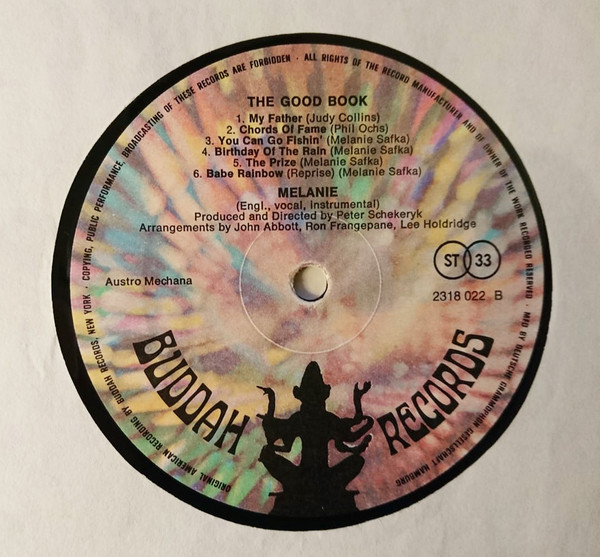 THE GOOD BOOK
1. My Father (Judy Collins)
2. Chords Of Fame (Phil Ochs)
3. You Can Go Fishin' (Melanie Safka)
4. Birthday Of The Rain (Melanie Safka)
5. The Prize (Melanie Safka)
6. Babe Rainbow (Reprise) (Melanie Safka)
MELANIE
(Engl., vocal, instrumental)
Produced and Directed by Peter Schekeryk
Arrangements by John Abbott, Ron Frangepane, Lee Holdridge
Austro Mechana
ST 33
2318 022 B
BUDDAH RECORDS
ORIGINAL AMERICAN RECORDING BY BUDDAH RECORDS, NEW YORK · COPYING, PUBLIC PERFORMANCE, BROADCASTING OF THESE RECORDS ARE FORBIDDEN · ALL RIGHTS OF THE RECORD MANUFACTURER AND OF OWNER OF THE WORK RECORDED RESERVED · MFD BY DEUTSCHE GRAMMOPHON GESELLSCHAFT HAMBURG